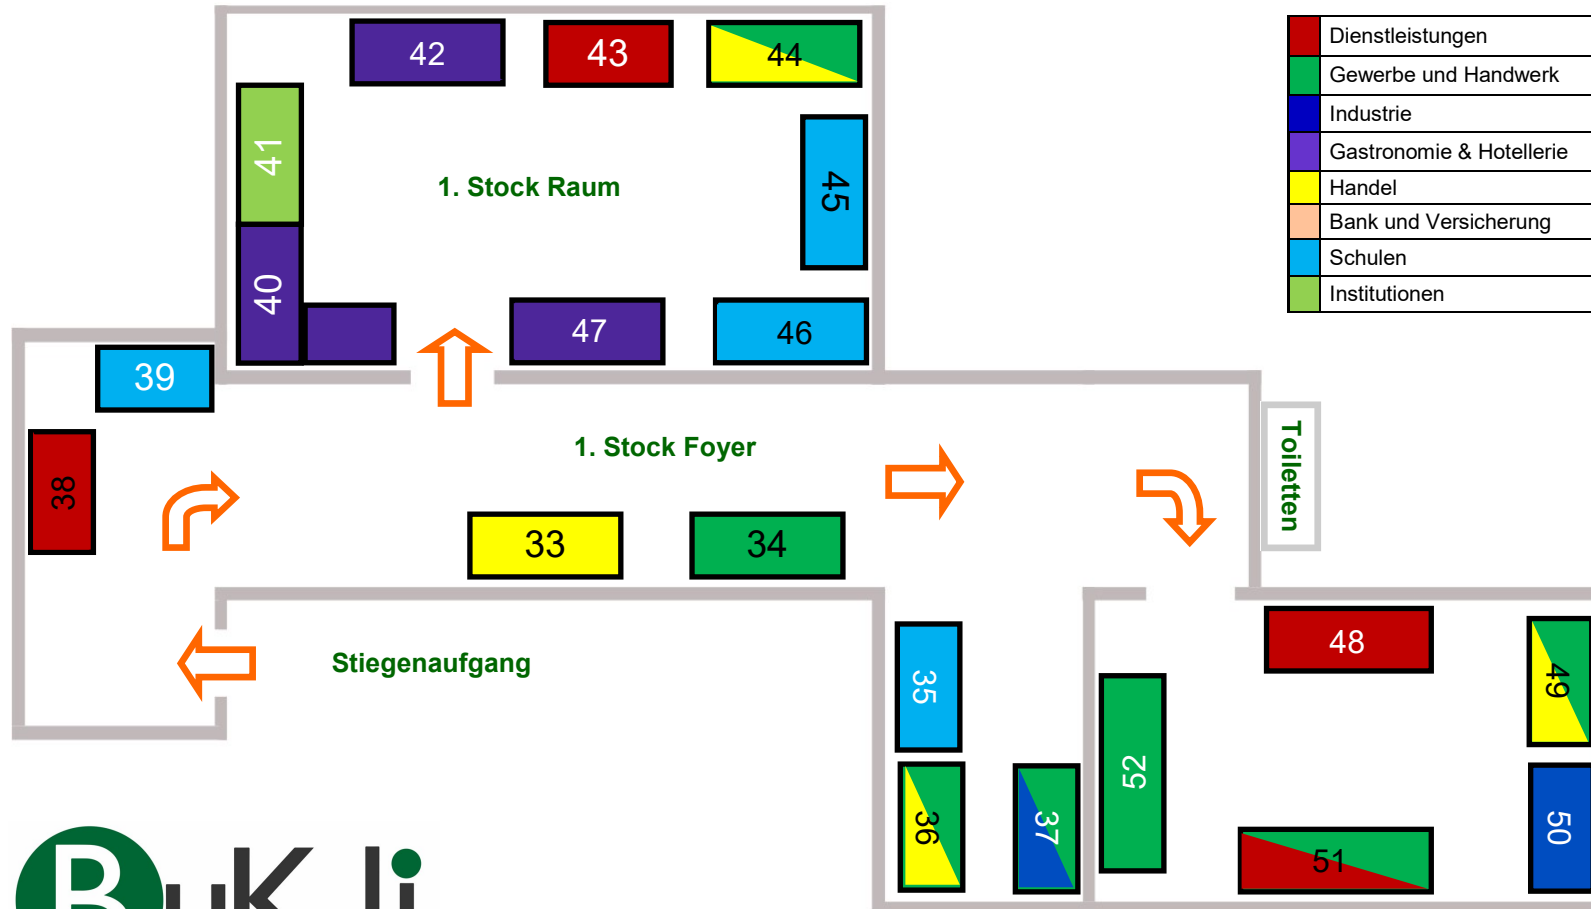 42
43
44
Dienstleistungen
Gewerbe und Handwerk
Industrie
Gastronomie & Hotellerie
Handel
Bank und Versicherung
Schulen
Institutionen
41
1. Stock Raum
45
40
47
46
39
38
1. Stock Foyer
Toiletten
33
34
Stiegenaufgang
35
36
37
52
48
49
50
51
BuK li